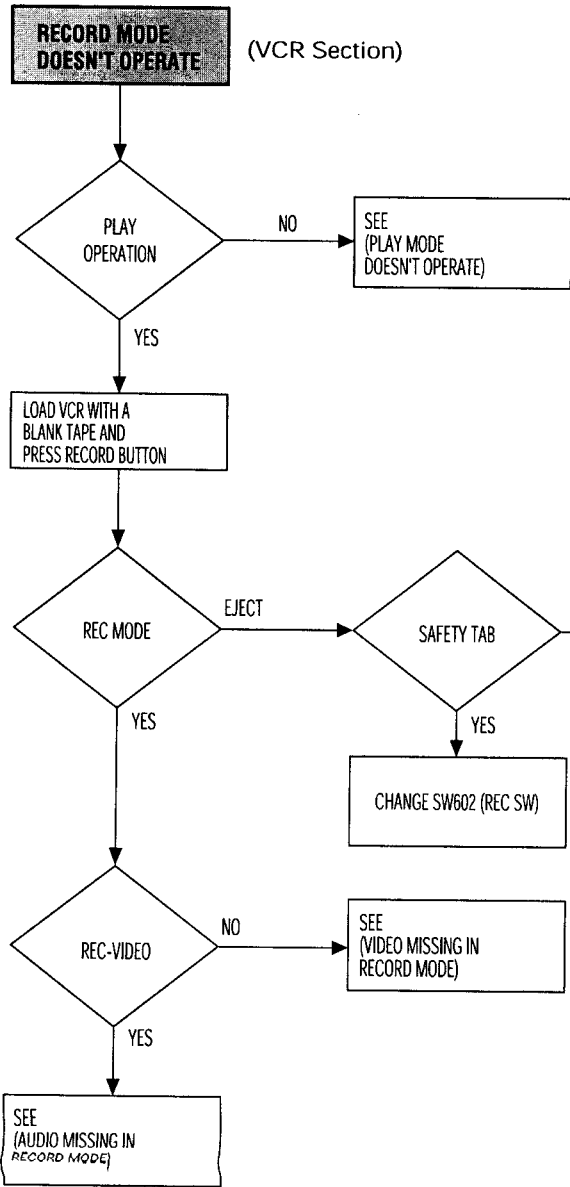 RECORD MODE
DOESN'T OPERATE
(VCR Section)
PLAY
OPERATION
NO
SEE
(PLAY MODE
DOESN'T OPERATE)
YES
LOAD VCR WITH A
BLANK TAPE AND
PRESS RECORD BUTTON
REC MODE
EJECT
SAFETY TAB
YES
YES
CHANGE SW602 (REC SW)
REC-VIDEO
NO
SEE
(VIDEO MISSING IN
RECORD MODE)
YES
SEE
(AUDIO MISSING IN
RECORD MODE)